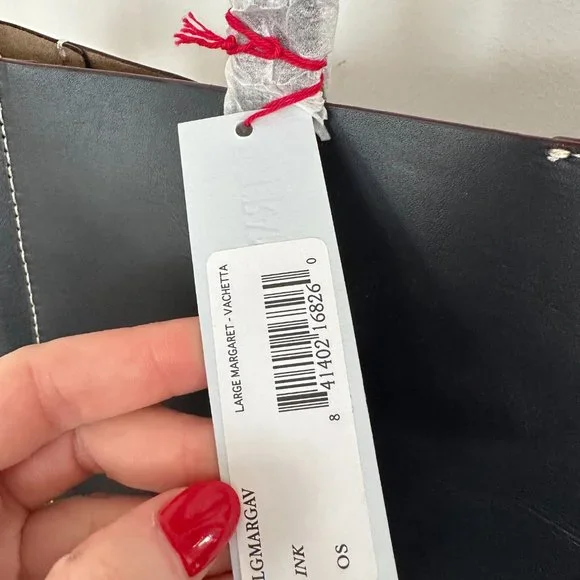 LARGE MARGARET - VACHETTA
8 41402 16826 0
LGMARGAV
INK
OS